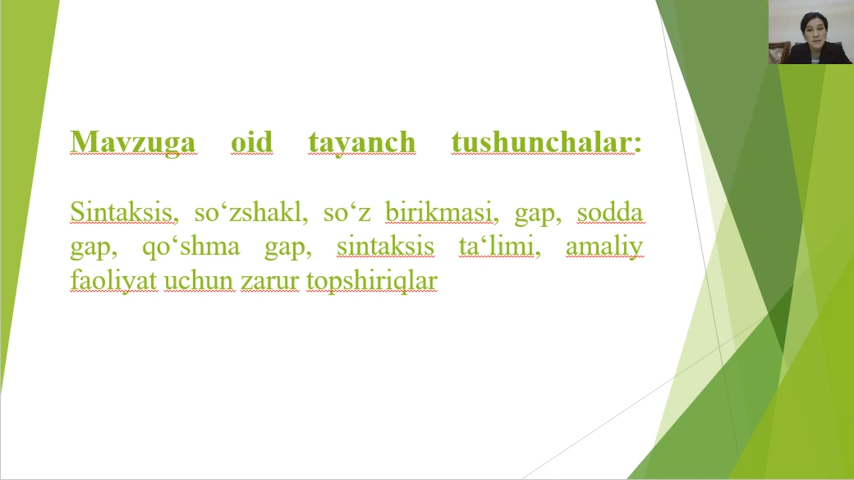 Mavzuga oid tayanch tushunchalar:
Sintaksis, so‘zshakl, so‘z birikmasi, gap, sodda
gap, qo‘shma gap, sintaksis ta‘limi, amaliy
faoliyat uchun zarur topshiriqlar